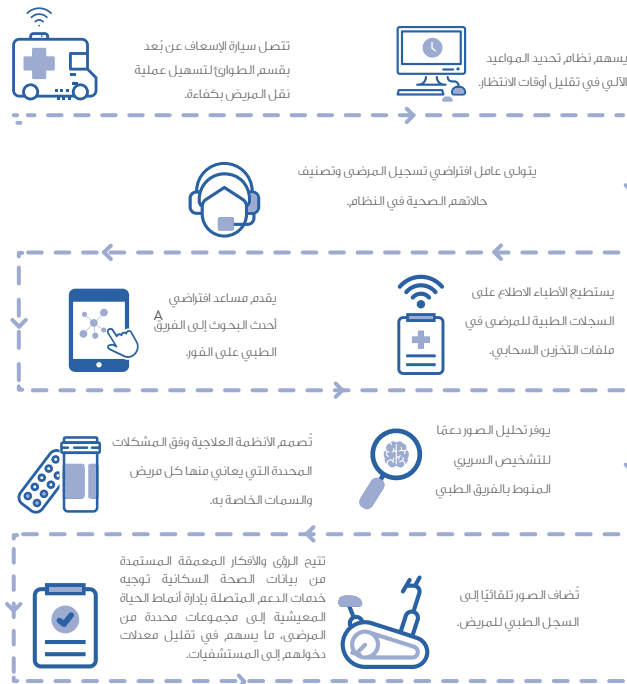 يسهم نظام تحديد المواعيد
الآلي في تقليل أوقات الانتظار.
تتصل سيارة الإسعاف عن بُعد
بقسم الطوارئ لتسهيل عملية
نقل المريض بكفاءة.
يتولى عامل افتراضي تسجيل المرضى وتصنيف
حالاتهم الصحية في النظام.
يستطيع الأطباء الاطلاع على
السجلات الطبية للمرضى في
ملفات التخزين السحابي.
يقدم مساعد افتراضي
أحدث البحوث إلى الفريق
A
الطبي على الفور.
يوفر تحليل الصور دعمًا
للتشخيص السريري
المنوط بالفريق الطبي
تُصمم الأنظمة العلاجية وفق المشكلات
المحددة التي يعاني منها كل مريض
والسمات الخاصة به.
تُضاف الصور تلقائيًا إلى
السجل الطبي للمريض.
تتيح الرؤى والأفكار المعمقة المستمدة
من بيانات الصحة السكانية توجيه
خدمات الدعم المتصلة بإدارة أنماط الحياة
المعيشية إلى مجموعات محددة من
المرضى، ما يسهم في تقليل معدلات
دخولهم إلى المستشفيات.